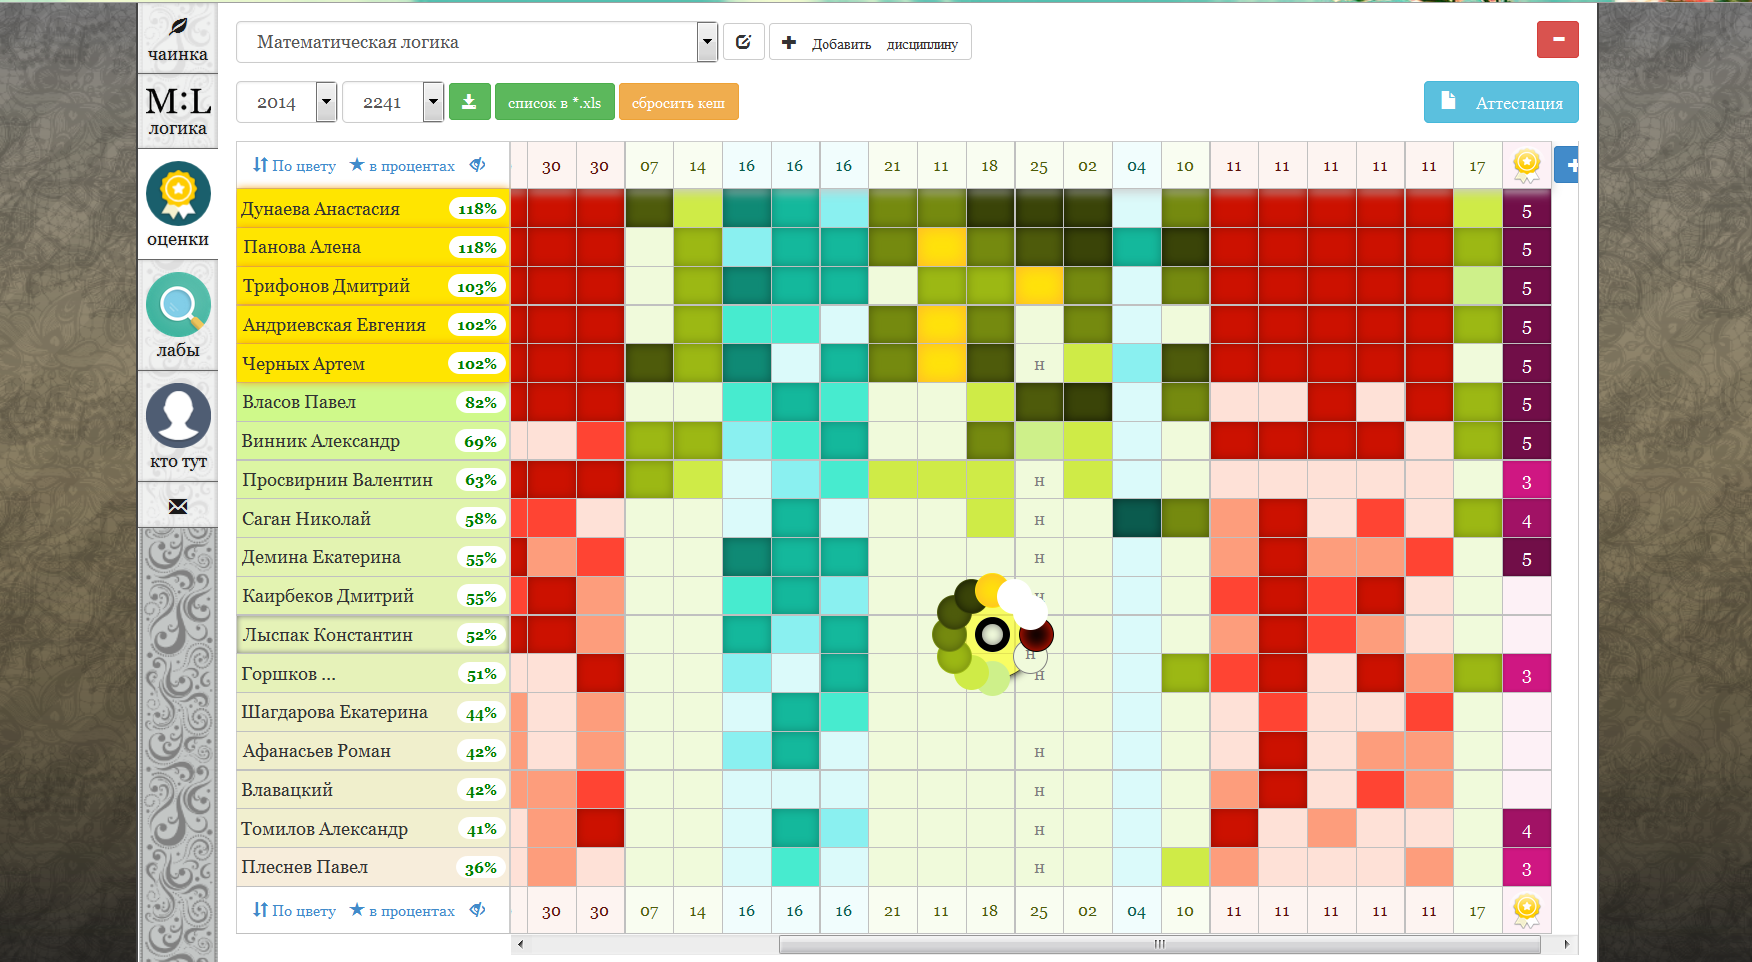 чаинка
M:L
логика
оценки
лабы
кто тут
Математическая логика
Добавить дисциплину
2014
2241
список в *.xls
сбросить кеш
Аттестация
По цвету в процентах 30 30 07 14 16 16 16 21 11 18 25 02 04 10 11 11 11 11 11 17
Дунаева Анастасия 118% 5
Панова Алена 118% 5
Трифонов Дмитрий 103% 5
Андриевская Евгения 102% 5
Черных Артем 102% н 5
Власов Павел 82% 5
Винник Александр 69% 5
Просвирнин Валентин 63% н 3
Саган Николай 58% н 4
Демина Екатерина 55% н 5
Каирбеков Дмитрий 55% н
Лыспак Константин 52%
н
Горшков ... 51% н 3
Шагдарова Екатерина 44%
Афанасьев Роман 42% н
Влавацкий 42% н
Томилов Александр 41% н 4
Плеснев Павел 36% н 3
По цвету в процентах 30 30 07 14 16 16 16 21 11 18 25 02 04 10 11 11 11 11 11 17